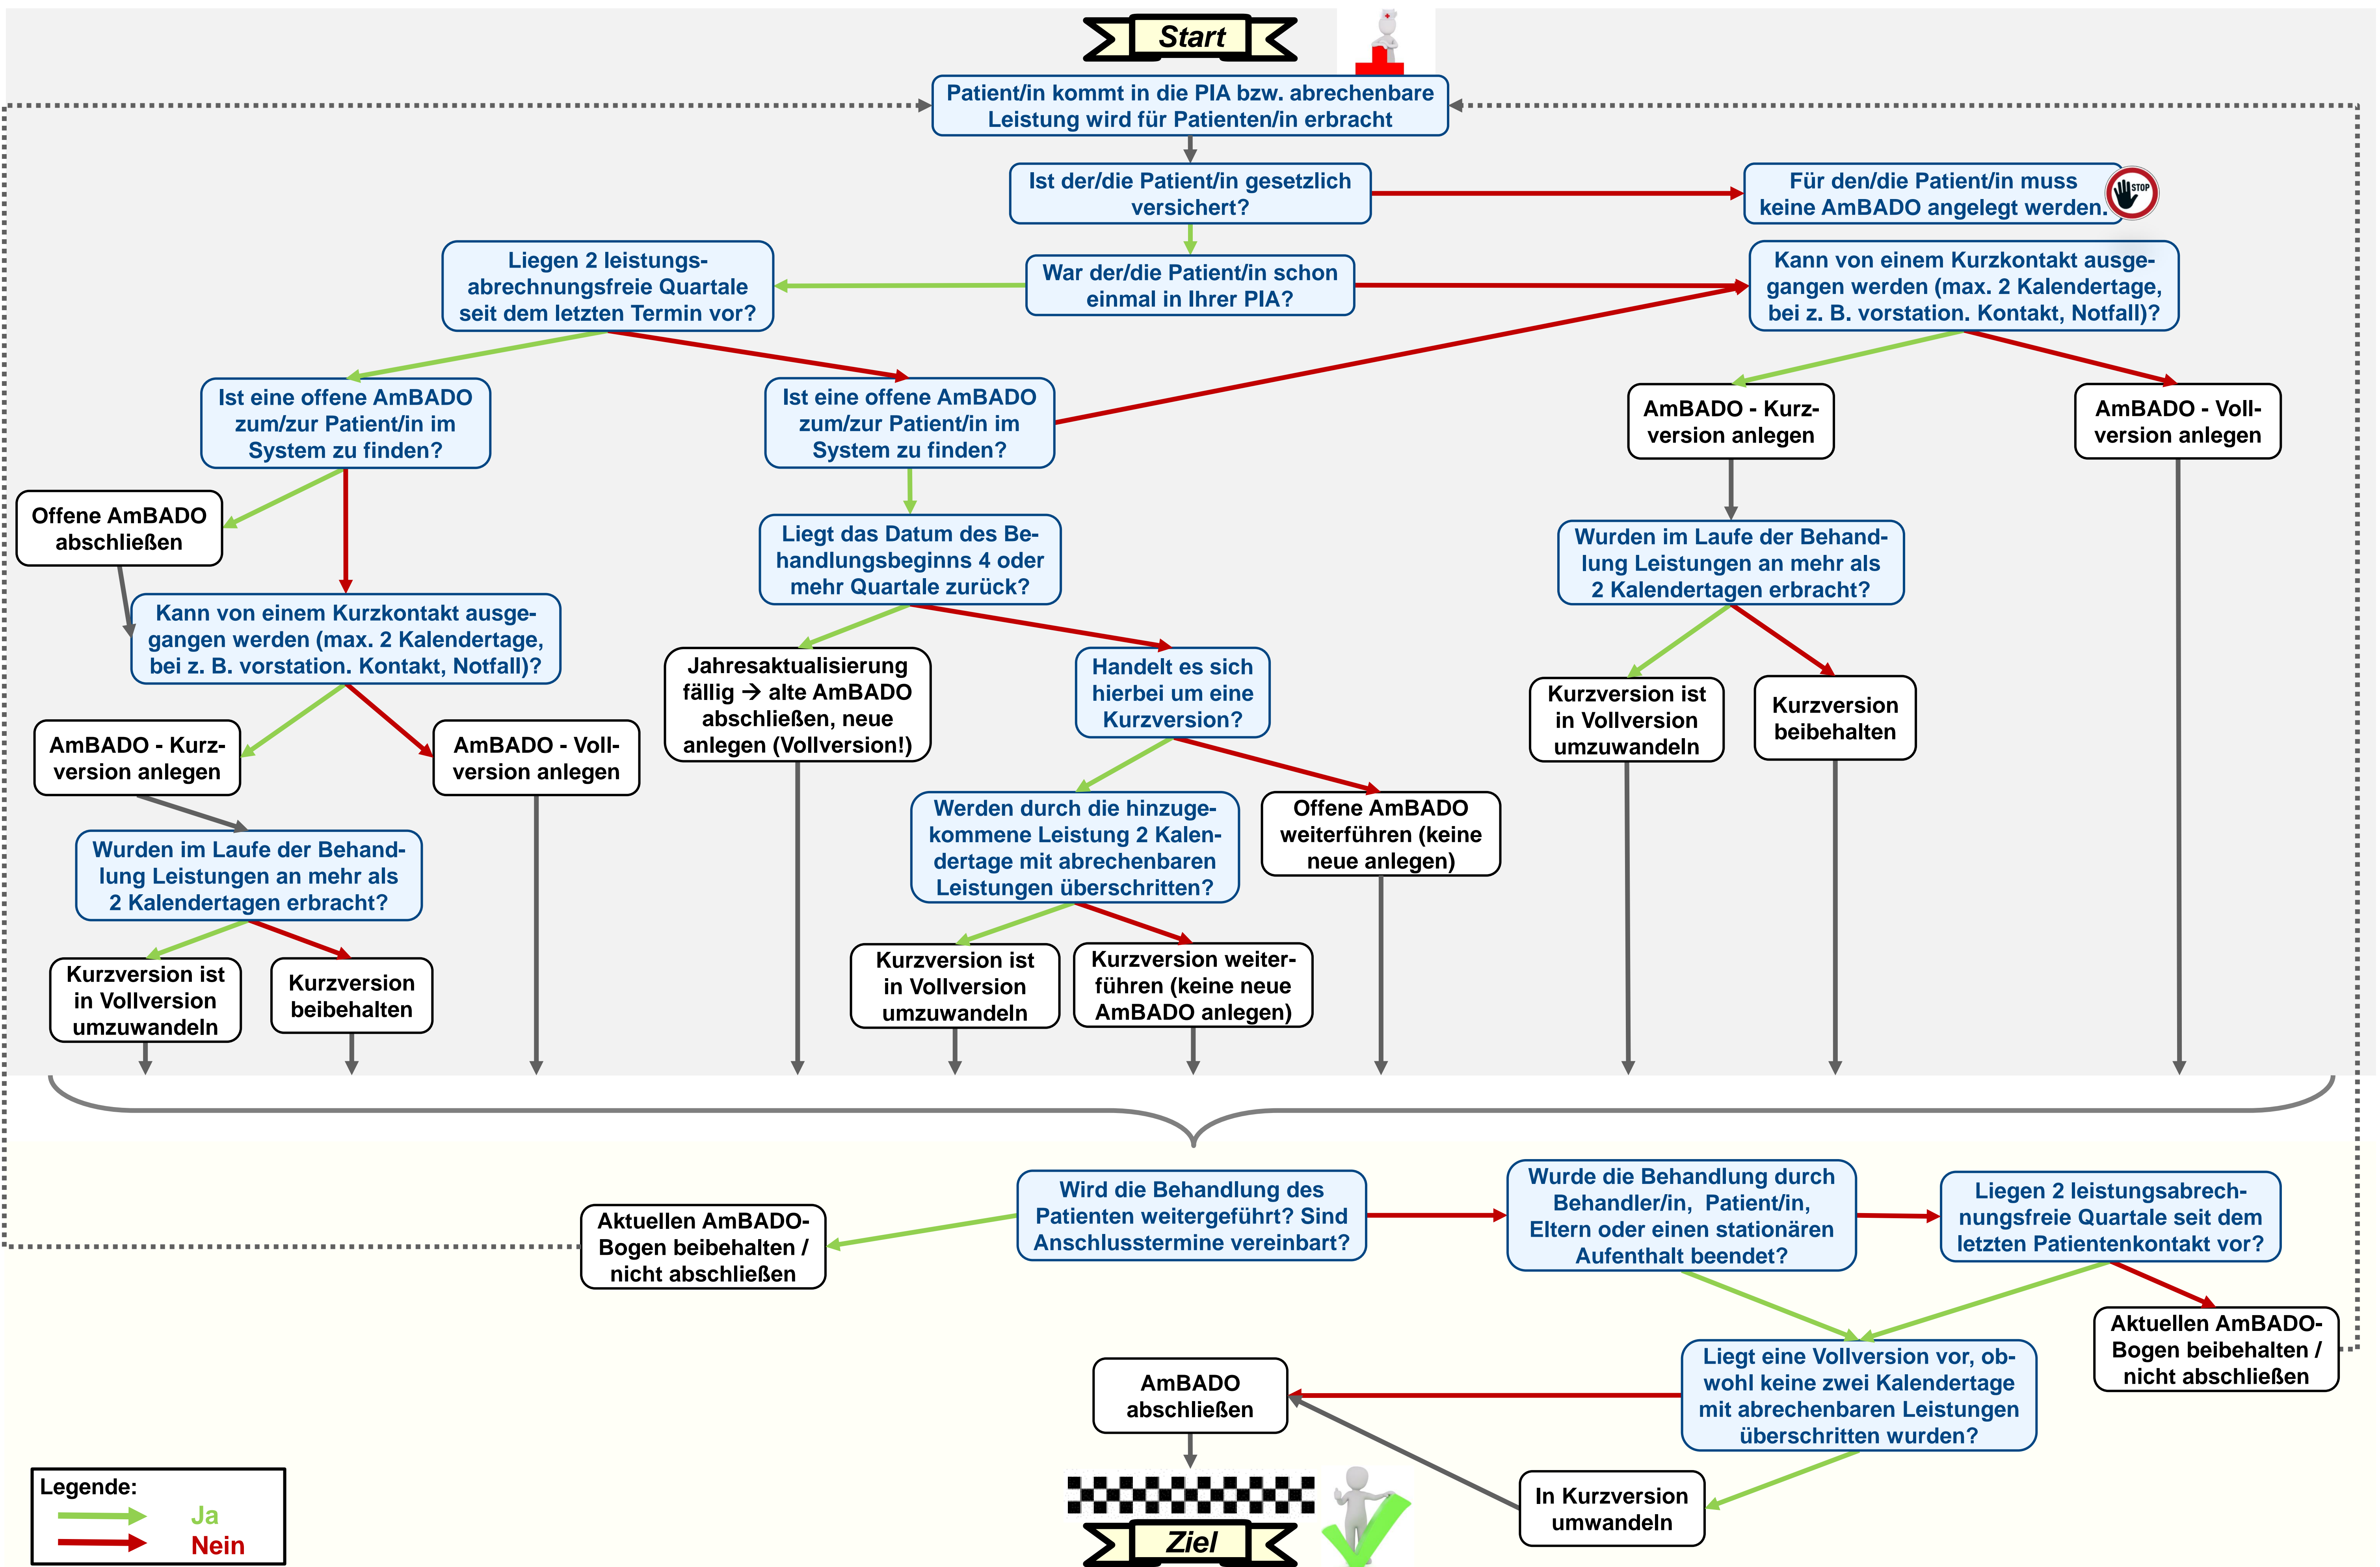 Start
Patient/in kommt in die PIA bzw. abrechenbare
Leistung wird für Patienten/in erbracht
Ist der/die Patient/in gesetzlich
versichert?
Für den/die Patient/in muss
keine AmBADO angelegt werden.
STOP
Liegen 2 leistungs-
abrechnungsfreie Quartale
seit dem letzten Termin vor?
War der/die Patient/in schon
einmal in Ihrer PIA?
Kann von einem Kurzkontakt ausge-
gangen werden (max. 2 Kalendertage,
bei z. B. vorstation. Kontakt, Notfall)?
Ist eine offene AmBADO
zum/zur Patient/in im
System zu finden?
Ist eine offene AmBADO
zum/zur Patient/in im
System zu finden?
AmBADO - Kurz-
version anlegen
AmBADO - Voll-
version anlegen
Offene AmBADO
abschließen
Liegt das Datum des Be-
handlungsbeginns 4 oder
mehr Quartale zurück?
Wurden im Laufe der Behand-
lung Leistungen an mehr als
2 Kalendertagen erbracht?
Kann von einem Kurzkontakt ausge-
gangen werden (max. 2 Kalendertage,
bei z. B. vorstation. Kontakt, Notfall)?
Jahresaktualisierung
fällig → alte AmBADO
abschließen, neue
anlegen (Vollversion!)
Handelt es sich
hierbei um eine
Kurzversion?
Kurzversion ist
in Vollversion
umzuwandeln
Kurzversion
beibehalten
AmBADO - Kurz-
version anlegen
AmBADO - Voll-
version anlegen
Werden durch die hinzuge-
kommene Leistung 2 Kalen-
dertage mit abrechenbaren
Leistungen überschritten?
Offene AmBADO
weiterführen (keine
neue anlegen)
Wurden im Laufe der Behand-
lung Leistungen an mehr als
2 Kalendertagen erbracht?
Kurzversion ist
in Vollversion
umzuwandeln
Kurzversion
beibehalten
Kurzversion ist
in Vollversion
umzuwandeln
Kurzversion weiter-
führen (keine neue
AmBADO anlegen)
Aktuellen AmBADO-
Bogen beibehalten /
nicht abschließen
Wird die Behandlung des
Patienten weitergeführt? Sind
Anschlusstermine vereinbart?
Wurde die Behandlung durch
Behandler/in, Patient/in,
Eltern oder einen stationären
Aufenthalt beendet?
Liegen 2 leistungsabrech-
nungsfreie Quartale seit dem
letzten Patientenkontakt vor?
Aktuellen AmBADO-
Bogen beibehalten /
nicht abschließen
AmBADO
abschließen
Liegt eine Vollversion vor, ob-
wohl keine zwei Kalendertage
mit abrechenbaren Leistungen
überschritten wurden?
In Kurzversion
umwandeln
Legende:
Ja
Nein
Ziel